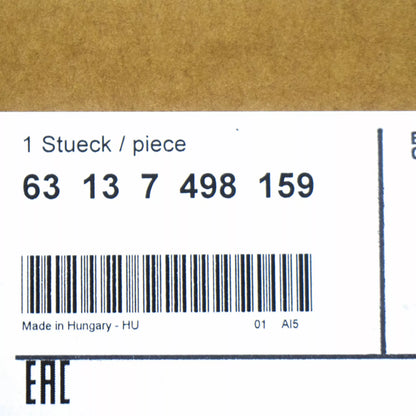 1 Stueck / piece
63 13 7 498 159
Made in Hungary - HU 01 AI5
EAC